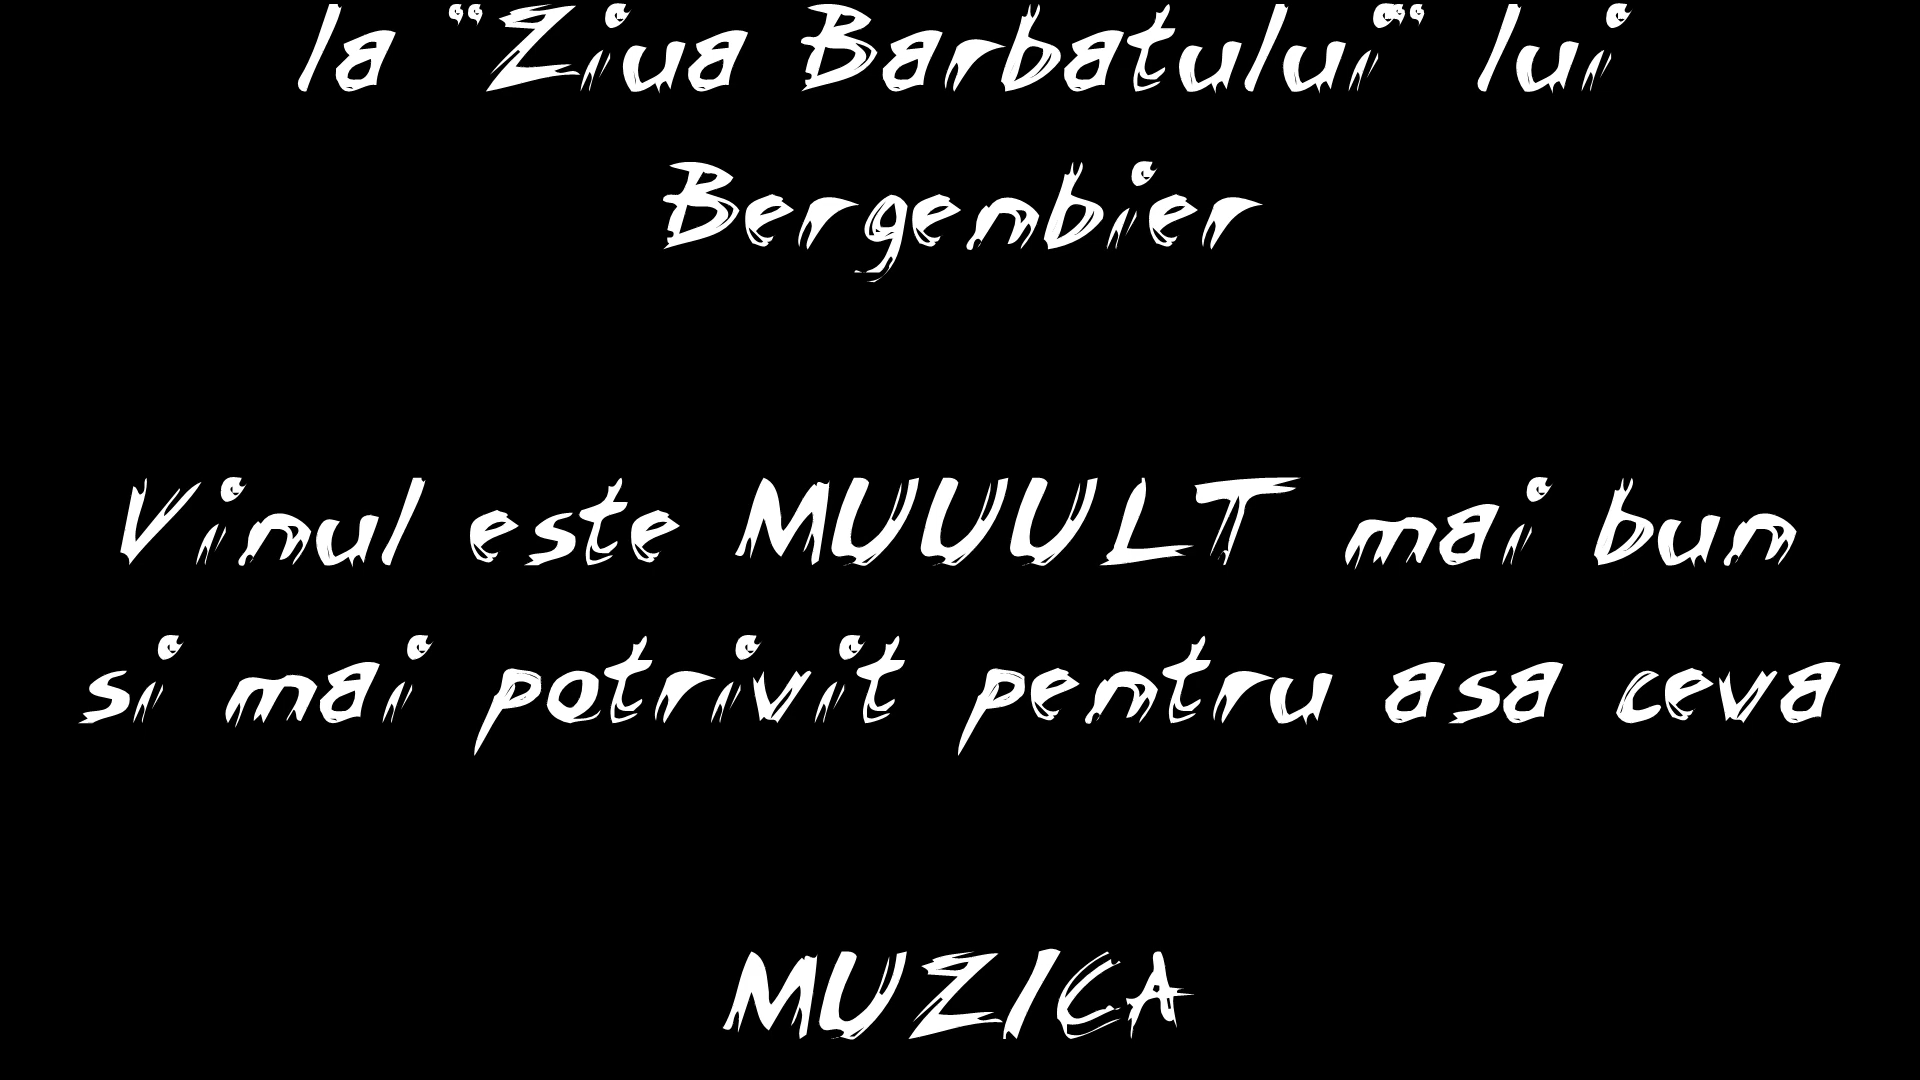 la "Ziua Barbatului" lui
Bergenbier
Vinul este MUUULT mai bun
si mai potrivit pentru asa ceva
MUZICA